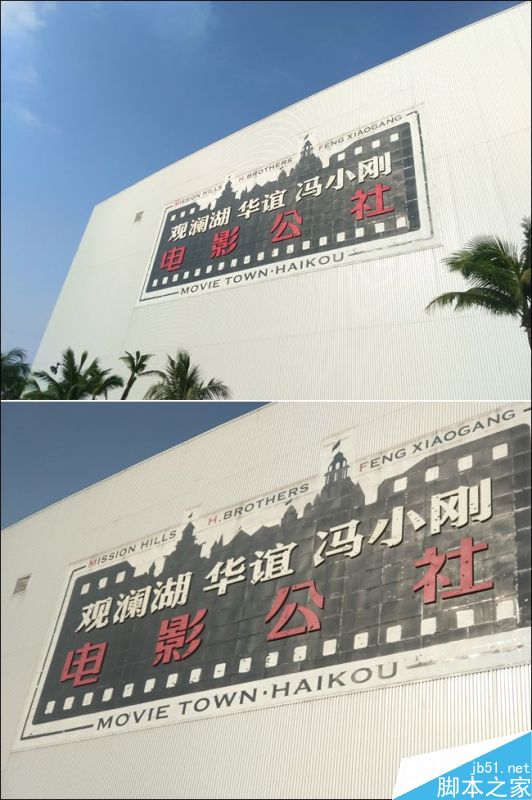 MISSION HILLS H.BROTHERS FENG XIAOGANG
观澜湖 华谊 冯小刚
电影公社
MOVIE TOWN·HAIKOU
MISSION HILLS H.BROTHERS FENG XIAOGANG
观澜湖 华谊 冯小刚
电影公社
MOVIE TOWN·HAIKOU
jb51.net
脚本之家